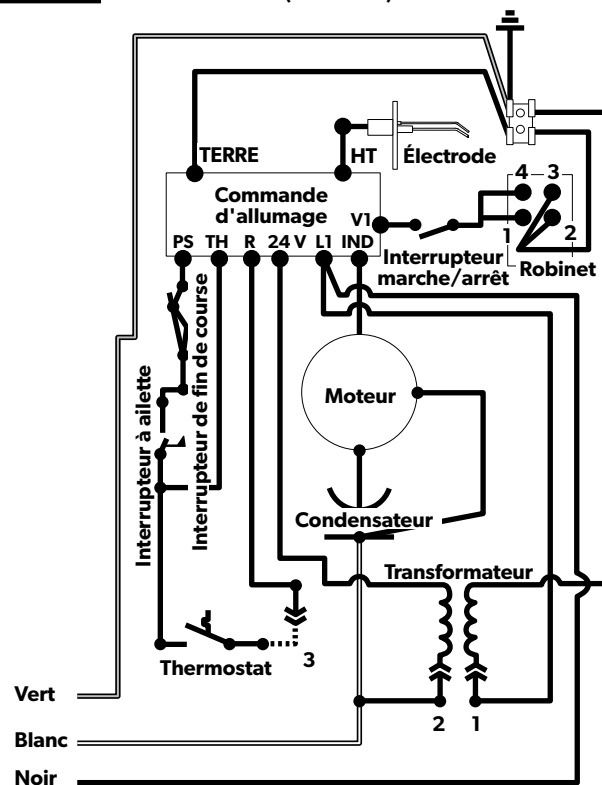 TERRE
HT
Électrode
Commande
d'allumage
V1
PS TH R 24 V L1 IND
4 3
1 2
Interrupteur
marche/arrêt
Robinet
Interrupteur à ailette
Interrupteur de fin de course
Moteur
Condensateur
Transformateur
Thermostat
3
2 1
Vert
Blanc
Noir